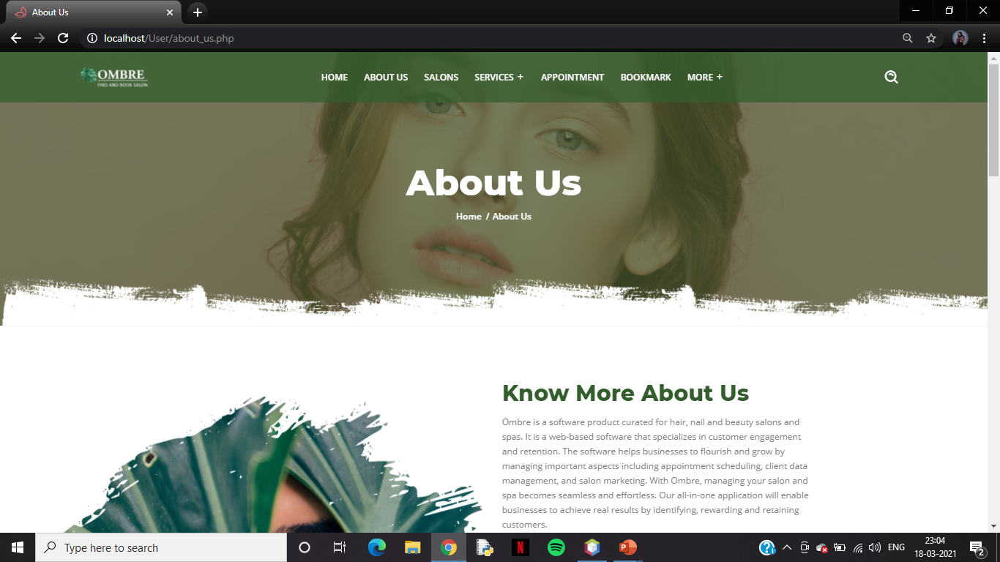 About Us
localhost/User/about_us.php
OMBRE
FIND AND BOOK SALON
HOME ABOUT US SALONS SERVICES + APPOINTMENT BOOKMARK MORE +
About Us
Home / About Us
Know More About Us
Ombre is a software product curated for hair, nail and beauty salons and
spas. It is a web-based software that specializes in customer engagement
and retention. The software helps businesses to flourish and grow by
managing important aspects including appointment scheduling, client data
management, and salon marketing. With Ombre, managing your salon and
spa becomes seamless and effortless. Our all-in-one application will enable
businesses to achieve real results by identifying, rewarding and retaining
customers.
Type here to search
N
P
ENG
23:04
18-03-2021
2